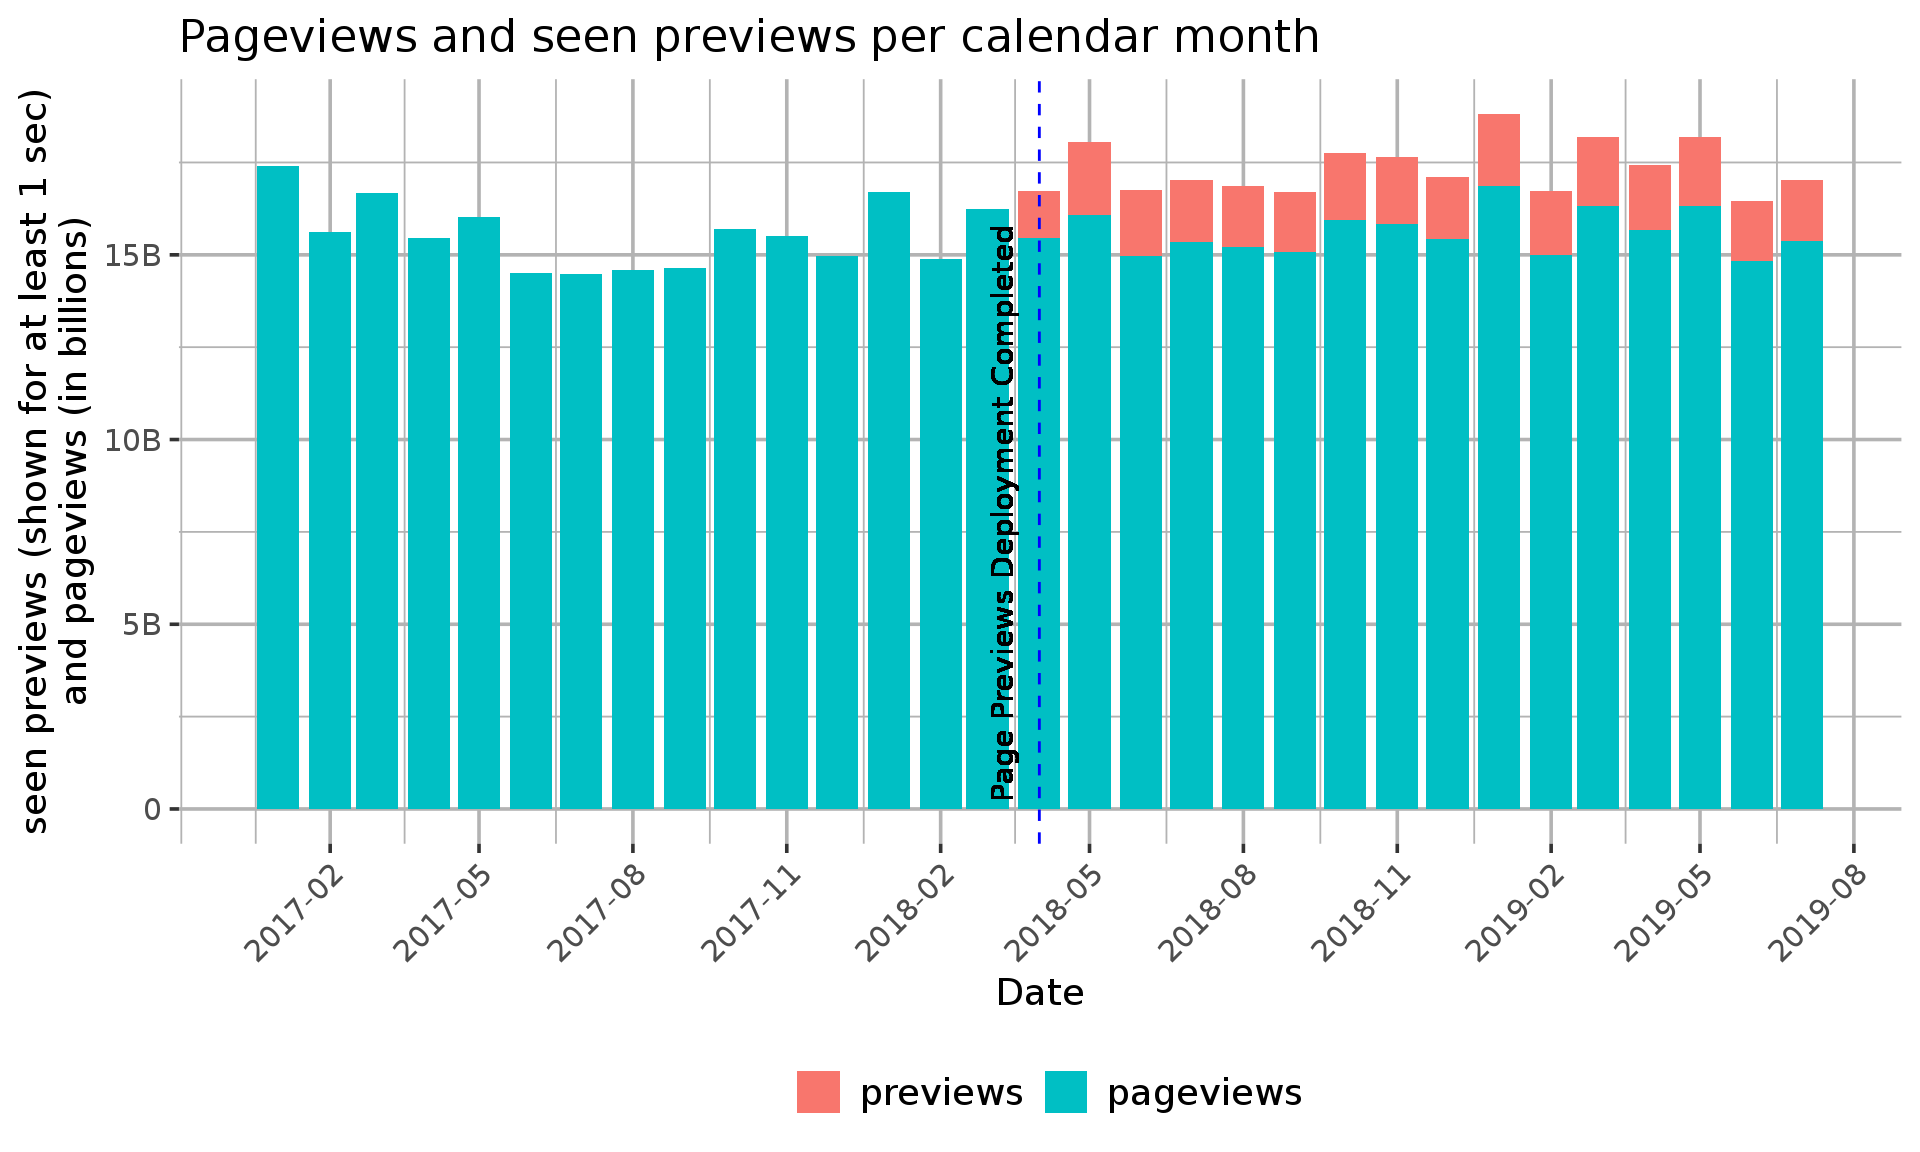 Pageviews and seen previews per calendar month
seen previews (shown for at least 1 sec)
and pageviews (in billions)
15B
10B
5B
0
Page Previews Deployment Completed
2017-02
2017-05
2017-08
2017-11
2018-02
2018-05
2018-08
2018-11
2019-02
2019-05
2019-08
Date
previews
pageviews